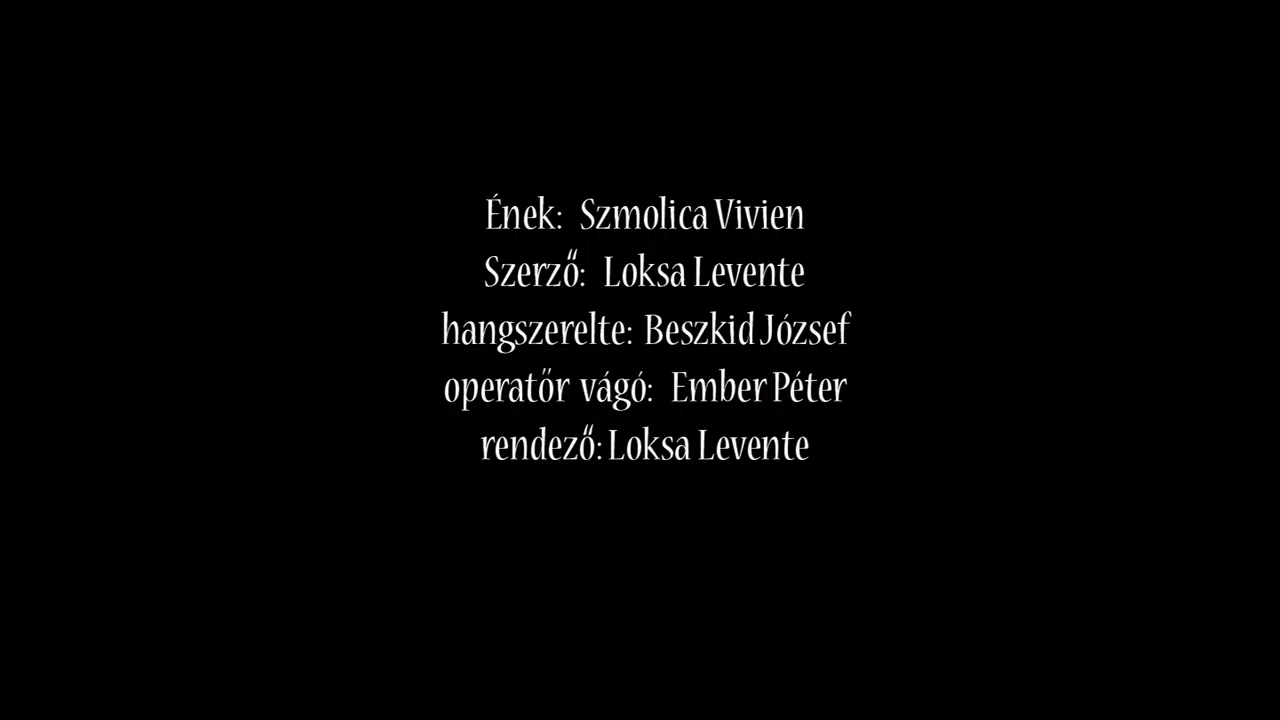 Ének: Szmolica Vivien
Szerző: Loksa Levente
hangszerelte: Beszkid József
operatőr vágó: Ember Péter
rendező: Loksa Levente